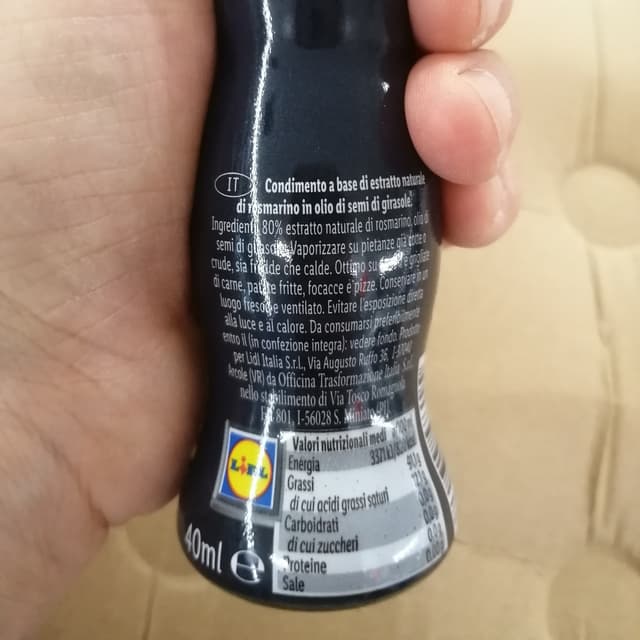 IT Condimento a base di estratto naturale
di rosmarino in olio di semi di girasole.
Ingredienti: 80% estratto naturale di rosmarino, olio di
semi di girasole. Vaporizzare su pietanze già cotte o
crude, sia fredde che calde. Ottimo su grigliate
di carne, patate fritte, focacce e pizze. Conservare in un
luogo fresco e ventilato. Evitare l'esposizione diretta
alla luce e al calore. Da consumarsi preferibilmente
entro il (in confezione integra): vedere fondo. Prodotto
per Lidl Italia S.r.l., Via Augusto Ruffo 36, I-37040
Arcole (VR) da Officina Trasformazione Italia
nello stabilimento di Via Tosco Romagnola
801, I-56028 S. Miniato
Valori nutrizionali medi
Energia
Grassi
di cui acidi grassi saturi
Carboidrati
di cui zuccheri
Proteine
Sale
LIDL
40ml e